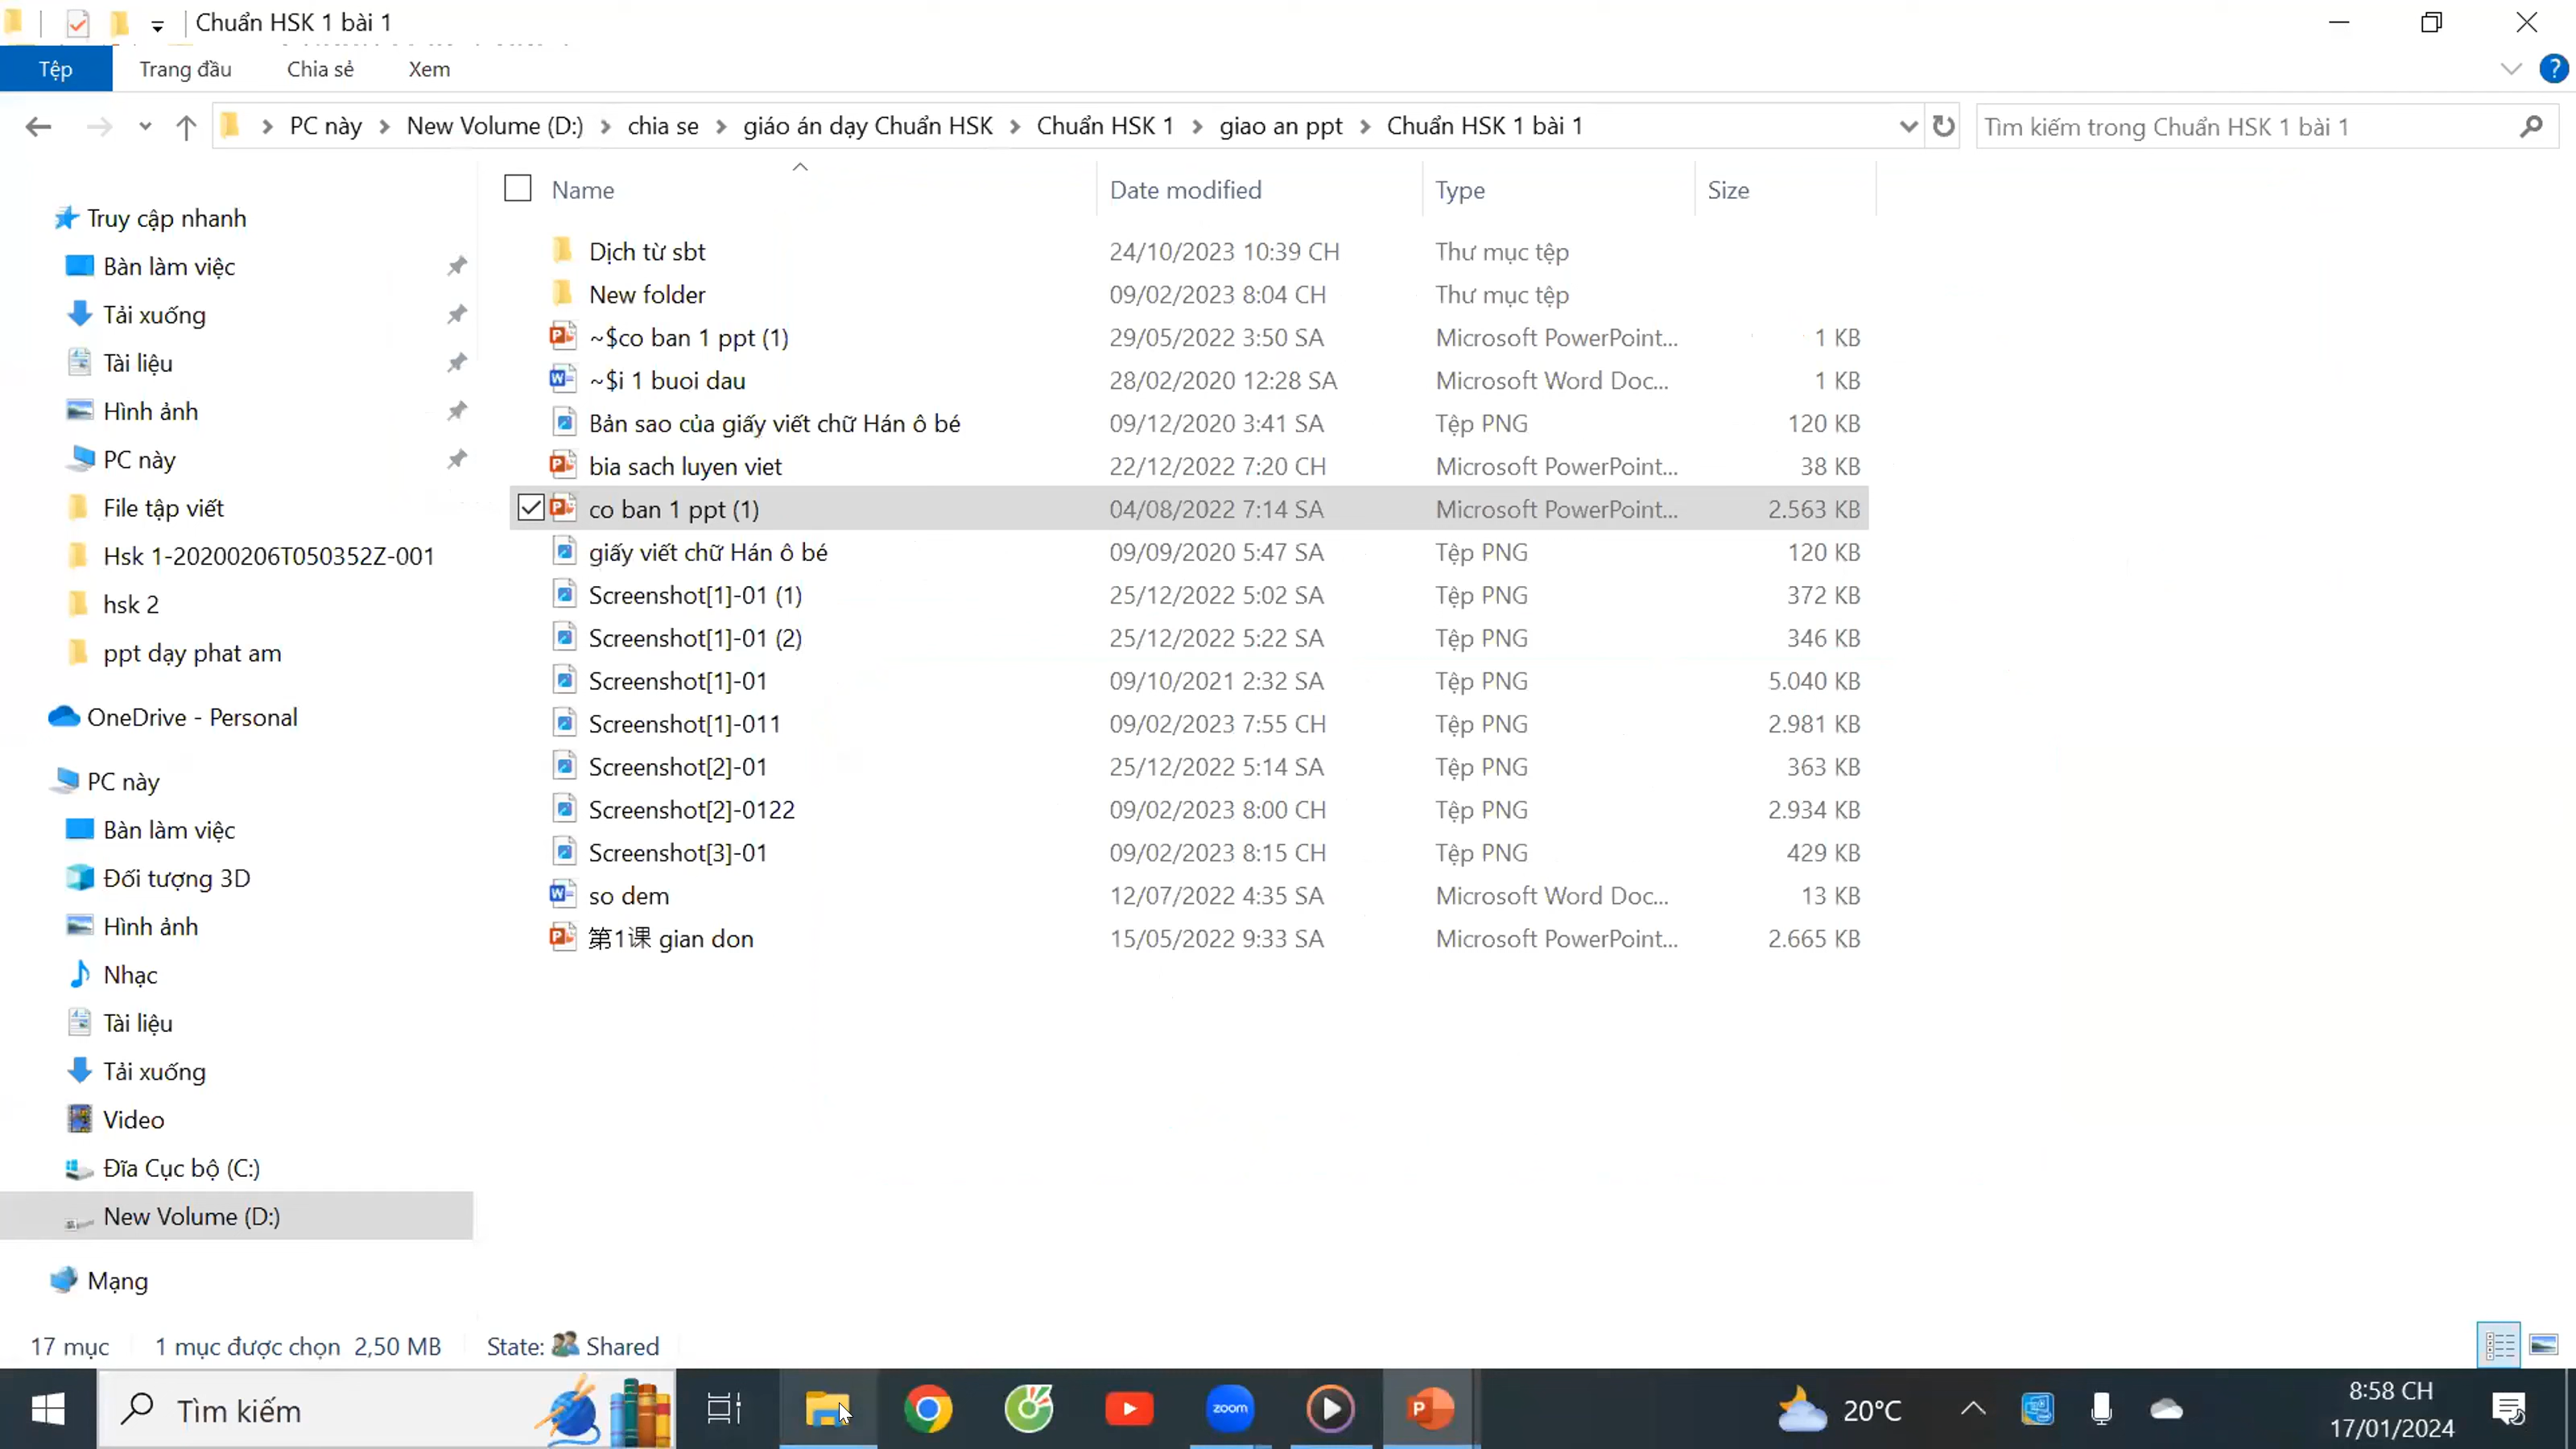 Chuẩn HSK 1 bài 1
Tệp Trang đầu Chia sẻ Xem
PC này New Volume (D:) chia se giáo án dạy Chuẩn HSK Chuẩn HSK 1 giao an ppt Chuẩn HSK 1 bài 1 Tìm kiếm trong Chuẩn HSK 1 bài 1
Name Date modified Type Size
Truy cập nhanh
Bàn làm việc
Tải xuống
Tài liệu
Hình ảnh
PC này
File tập viết
Hsk 1-20200206T050352Z-001
hsk 2
ppt dạy phat am
OneDrive - Personal
PC này
Bàn làm việc
Đối tượng 3D
Hình ảnh
Nhạc
Tài liệu
Tải xuống
Video
Đĩa Cục bộ (C:)
New Volume (D:)
Mạng
Dịch từ sbt 24/10/2023 10:39 CH Thư mục tệp
New folder 09/02/2023 8:04 CH Thư mục tệp
~$co ban 1 ppt (1) 29/05/2022 3:50 SA Microsoft PowerPoint... 1 KB
~$i 1 buoi dau 28/02/2020 12:28 SA Microsoft Word Doc... 1 KB
Bản sao của giấy viết chữ Hán ô bé 09/12/2020 3:41 SA Tệp PNG 120 KB
bia sach luyen viet 22/12/2022 7:20 CH Microsoft PowerPoint... 38 KB
co ban 1 ppt (1) 04/08/2022 7:14 SA Microsoft PowerPoint... 2.563 KB
giấy viết chữ Hán ô bé 09/09/2020 5:47 SA Tệp PNG 120 KB
Screenshot[1]-01 (1) 25/12/2022 5:02 SA Tệp PNG 372 KB
Screenshot[1]-01 (2) 25/12/2022 5:22 SA Tệp PNG 346 KB
Screenshot[1]-01 09/10/2021 2:32 SA Tệp PNG 5.040 KB
Screenshot[1]-011 09/02/2023 7:55 CH Tệp PNG 2.981 KB
Screenshot[2]-01 25/12/2022 5:14 SA Tệp PNG 363 KB
Screenshot[2]-0122 09/02/2023 8:00 CH Tệp PNG 2.934 KB
Screenshot[3]-01 09/02/2023 8:15 CH Tệp PNG 429 KB
so dem 12/07/2022 4:35 SA Microsoft Word Doc... 13 KB
第1课 gian don 15/05/2022 9:33 SA Microsoft PowerPoint... 2.665 KB
17 mục 1 mục được chọn 2,50 MB State: Shared
Tìm kiếm zoom 20°C 8:58 CH
17/01/2024